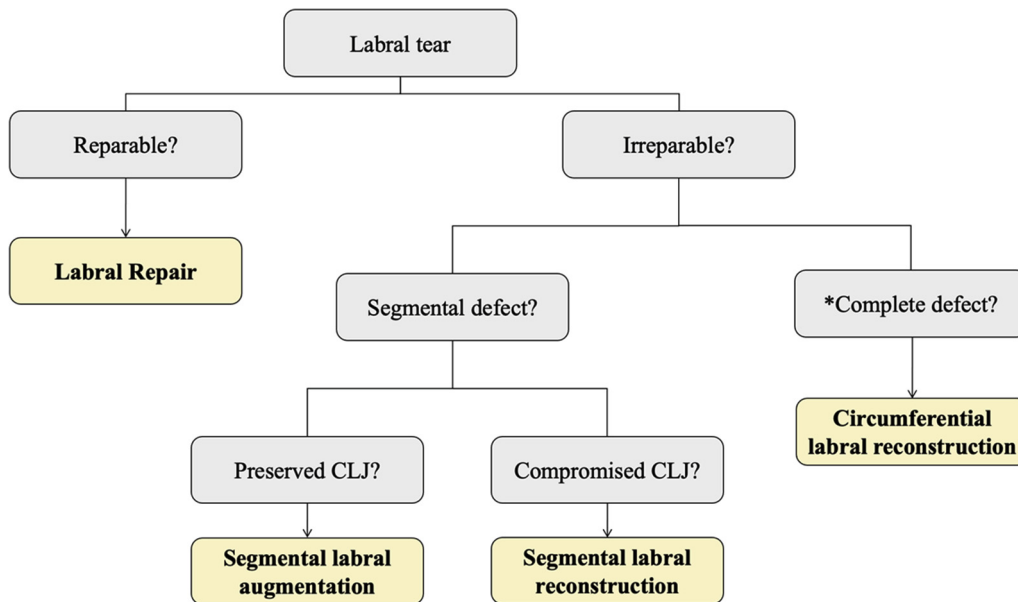 Labral tear
Reparable?
Irreparable?
Labral Repair
Segmental defect?
*Complete defect?
Circumferential
labral reconstruction
Preserved CLJ?
Compromised CLJ?
Segmental labral
augmentation
Segmental labral
reconstruction